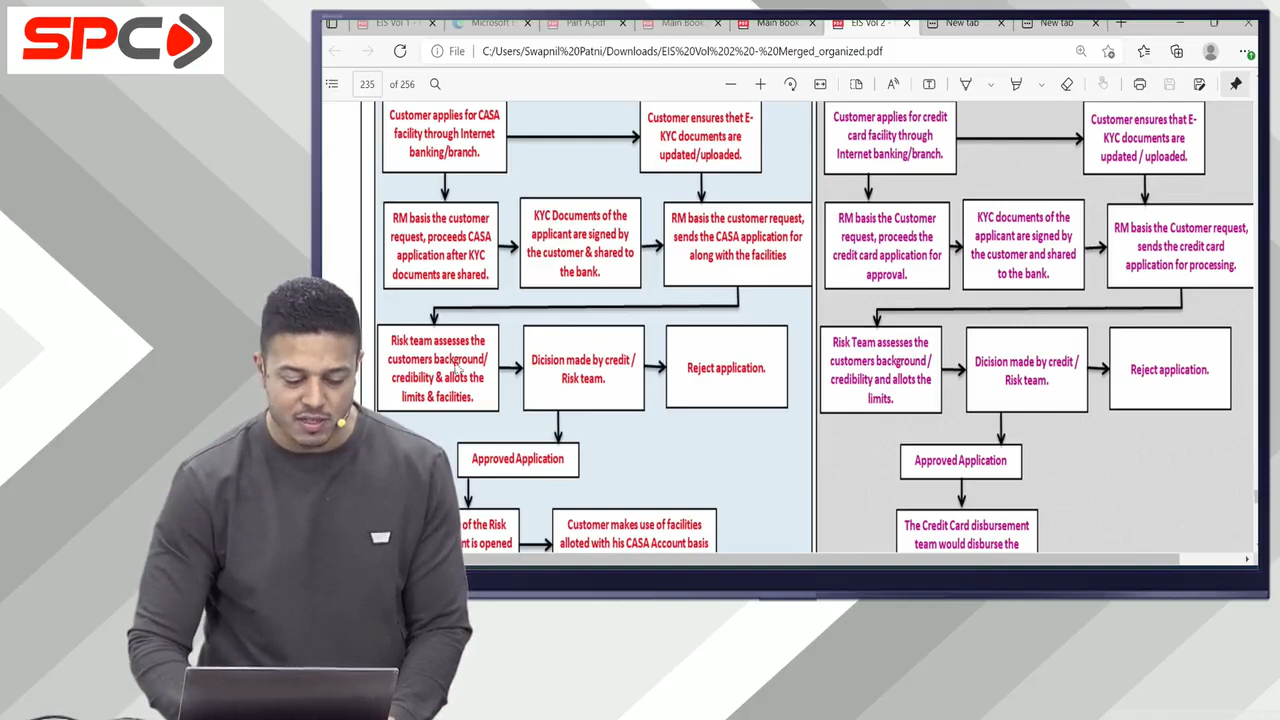 SPC
EIS Vol 1 -
Microsoft
Part A.pdf
Main Book
Main Book
EIS Vol 2 -
New tab
New tab
File
C:/Users/Swapnil%20Patni/Downloads/EIS%20Vol%202%20-%20Merged_organized.pdf
235
of 256
Customer applies for CASA
facility through Internet
banking/branch.
Customer ensures that E-
KYC documents are
updated/uploaded.
RM basis the customer
request, proceeds CASA
application after KYC
documents are shared.
KYC Documents of the
applicant are signed by
the customer & shared to
the bank.
RM basis the customer request,
sends the CASA application for
along with the facilities
Risk team assesses the
customers background/
credibility & allots the
limits & facilities.
Dicision made by credit /
Risk team.
Reject application.
Approved Application
of the Risk
nt is opened
Customer makes use of facilities
alloted with his CASA Account basis
Customer applies for credit
card facility through
Internet banking/branch.
Customer ensures that E-
KYC documents are
updated / uploaded.
RM basis the Customer
request, proceeds the
credit card application for
approval.
KYC documents of the
applicant are signed by
the customer and shared
to the bank.
RM basis the Customer request,
sends the credit card
application for processing.
Risk Team assesses the
customers background /
credibility and allots the
limits.
Dicision made by credit /
Risk team.
Reject application.
Approved Application
The Credit Card disbursement
team would disburse the